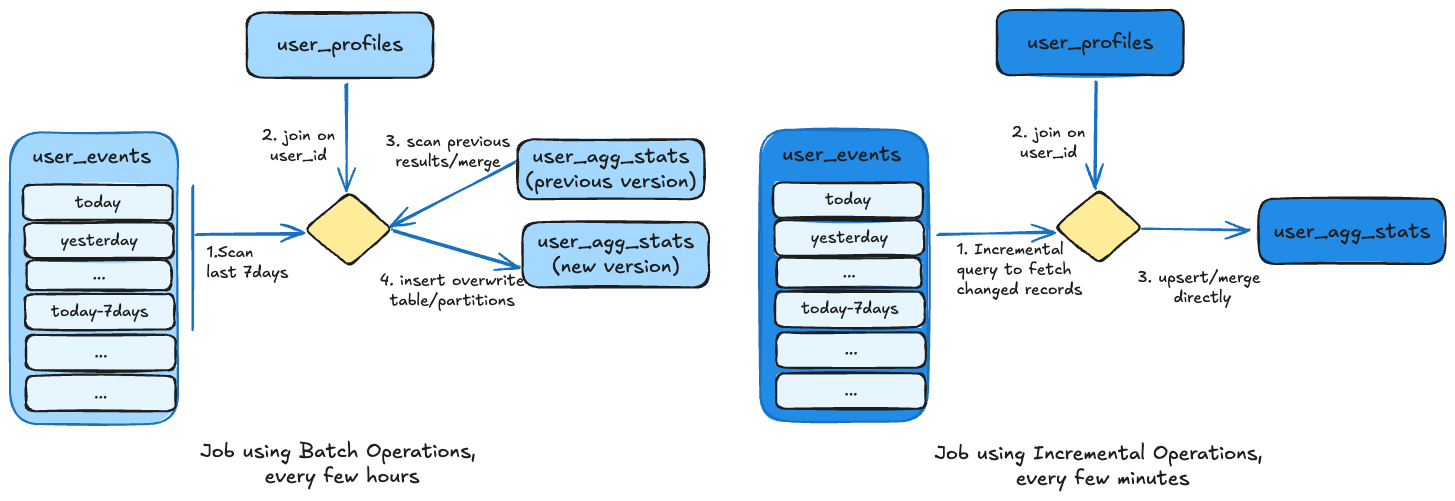 user_profiles
2. join on
user_id
3. scan previous
results/merge
user_agg_stats
(previous version)
user_events
today
yesterday
...
today-7days
...
...
1.Scan
last 7days
user_agg_stats
(new version)
4. insert overwrite
table/partitions
Job using Batch Operations,
every few hours
user_profiles
2. join on
user_id
user_events
today
yesterday
...
today-7days
...
...
1. Incremental
query to fetch
changed records
user_agg_stats
3. upsert/merge
directly
Job using Incremental Operations,
every few minutes